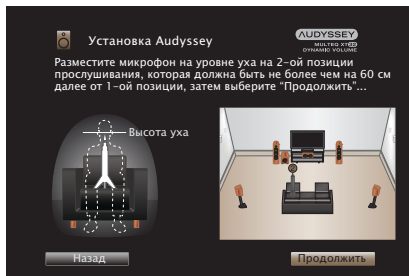 Установка Audyssey
AUDYSSEY
MULTEQ XT32
DYNAMIC VOLUME
Разместите микрофон на уровне уха на 2-ой позиции
прослушивания, которая должна быть не более чем на 60 см
далее от 1-ой позиции, затем выберите “Продолжить”...
Высота уха
Назад
Продолжить